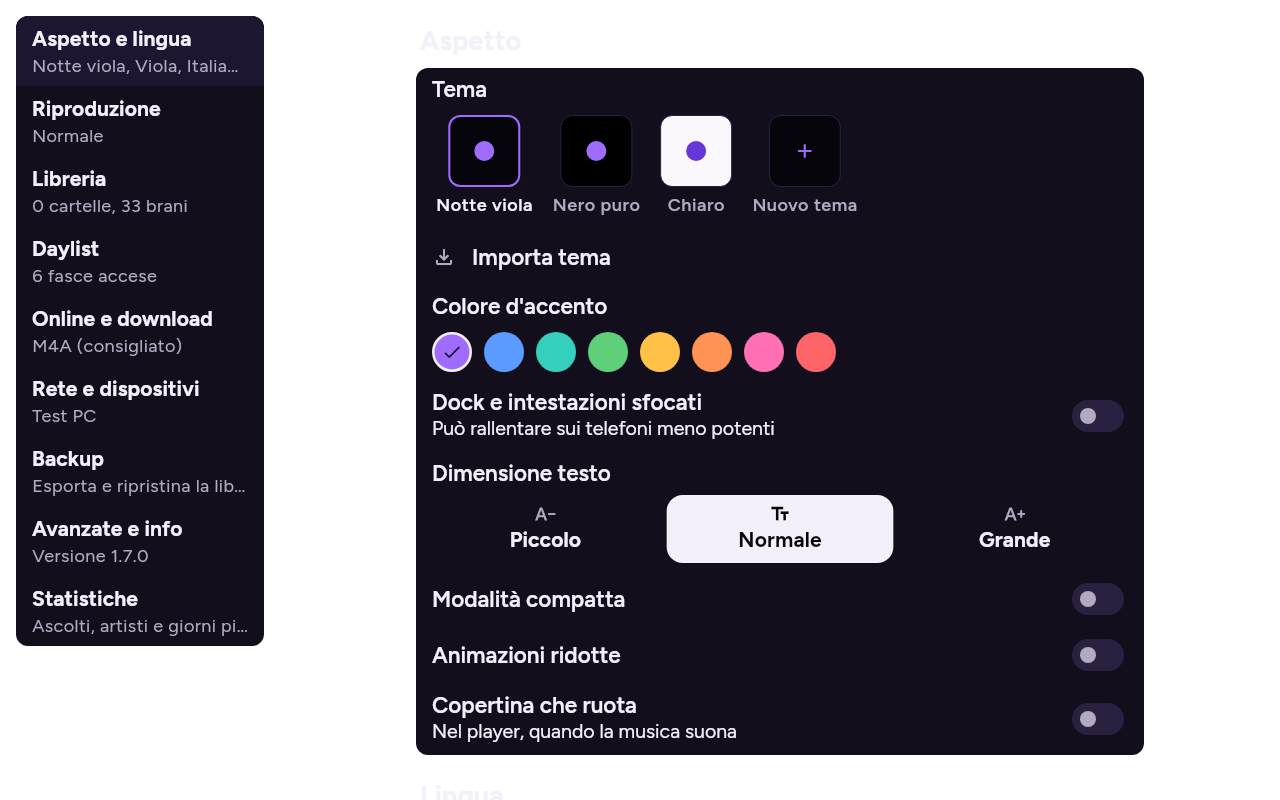 Aspetto e lingua
Notte viola, Viola, Italia...
Riproduzione
Normale
Libreria
0 cartelle, 33 brani
Daylist
6 fasce accese
Online e download
M4A (consigliato)
Rete e dispositivi
Test PC
Backup
Esporta e ripristina la lib...
Avanzate e info
Versione 1.7.0
Statistiche
Ascolti, artisti e giorni pi...
Aspetto
Tema
Notte viola
Nero puro
Chiaro
Nuovo tema
Importa tema
Colore d'accento
Dock e intestazioni sfocati
Può rallentare sui telefoni meno potenti
Dimensione testo
A−
Piccolo
Tт
Normale
A+
Grande
Modalità compatta
Animazioni ridotte
Copertina che ruota
Nel player, quando la musica suona
Lingua